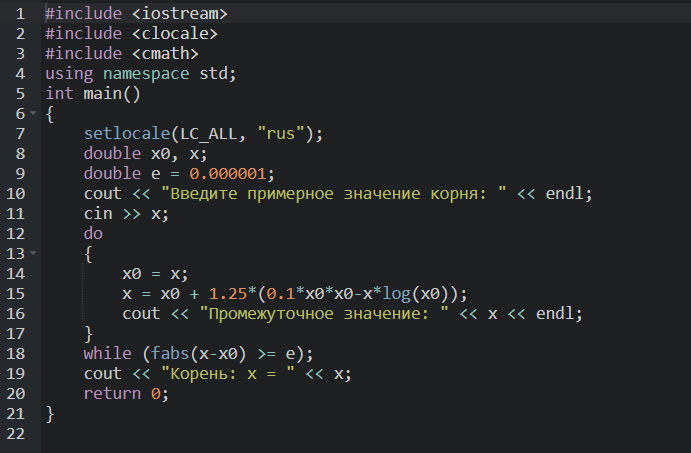 1 #include <iostream>
2 #include <clocale>
3 #include <cmath>
4 using namespace std;
5 int main()
6 {
7     setlocale(LC_ALL, "rus");
8     double x0, x;
9     double e = 0.000001;
10     cout << "Введите примерное значение корня: " << endl;
11     cin >> x;
12     do
13     {
14         x0 = x;
15         x = x0 + 1.25*(0.1*x0*x0-x*log(x0));
16         cout << "Промежуточное значение: " << x << endl;
17     }
18     while (fabs(x-x0) >= e);
19     cout << "Корень: x = " << x;
20     return 0;
21 }
22